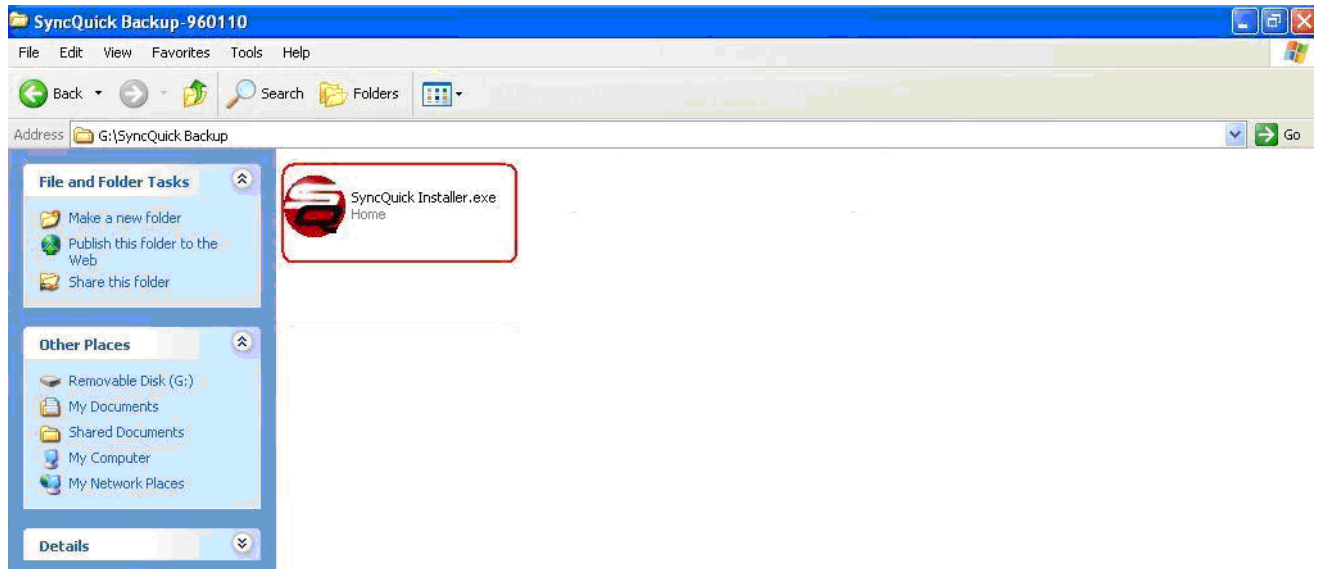 SyncQuick Backup-960110
File Edit View Favorites Tools Help
Back Search Folders
Address G:\SyncQuick Backup Go
File and Folder Tasks
Make a new folder
Publish this folder to the
Web
Share this folder
SQ
SyncQuick Installer.exe
Home
Other Places
Removable Disk (G:)
My Documents
Shared Documents
My Computer
My Network Places
Details